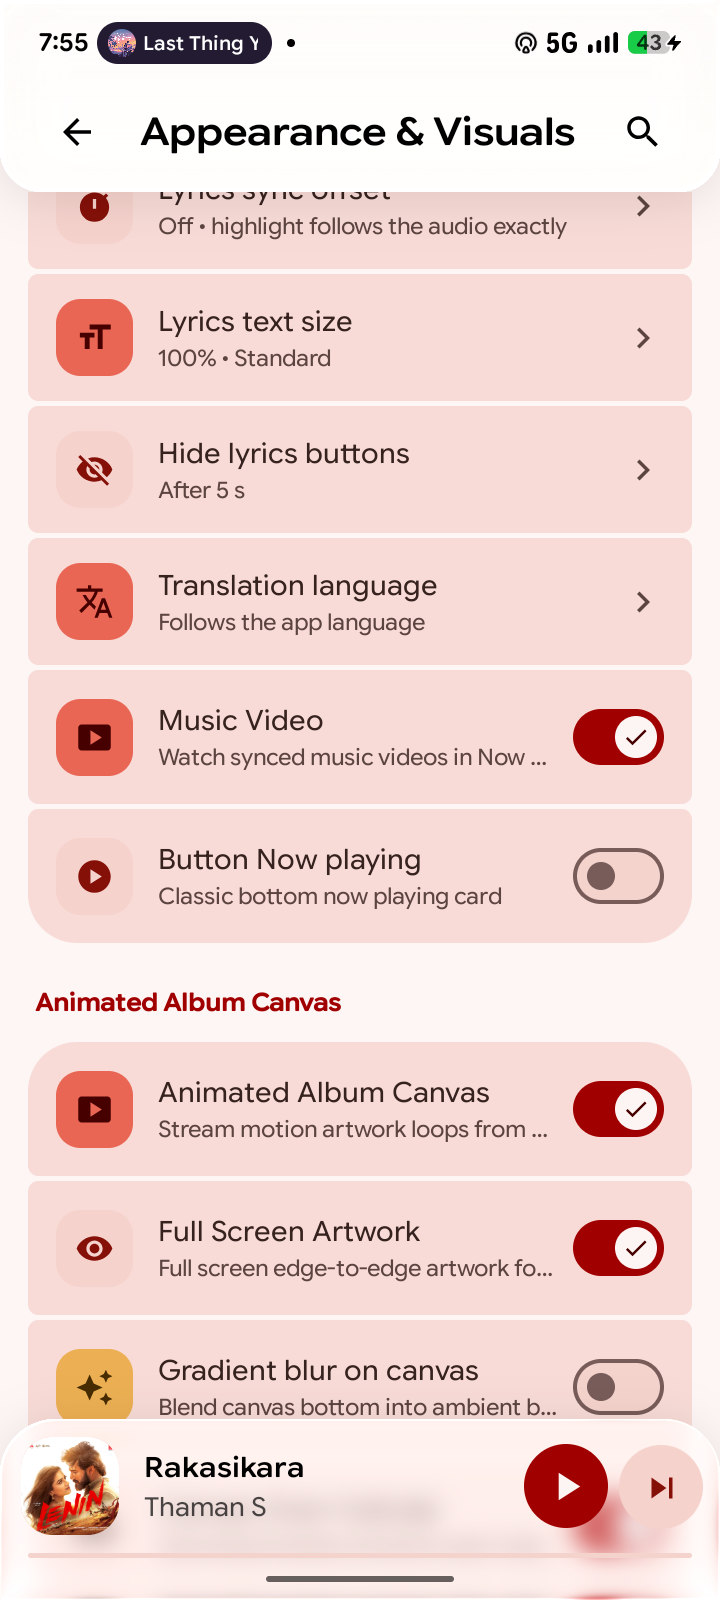 7:55
Last Thing Y
5G
43
Appearance & Visuals
Lyrics sync offset
Off • highlight follows the audio exactly
Lyrics text size
100% • Standard
Hide lyrics buttons
After 5 s
Translation language
Follows the app language
Music Video
Watch synced music videos in Now ...
Button Now playing
Classic bottom now playing card
Animated Album Canvas
Animated Album Canvas
Stream motion artwork loops from ...
Full Screen Artwork
Full screen edge-to-edge artwork fo...
Gradient blur on canvas
Blend canvas bottom into ambient b...
LENIN
Rakasikara
Thaman S